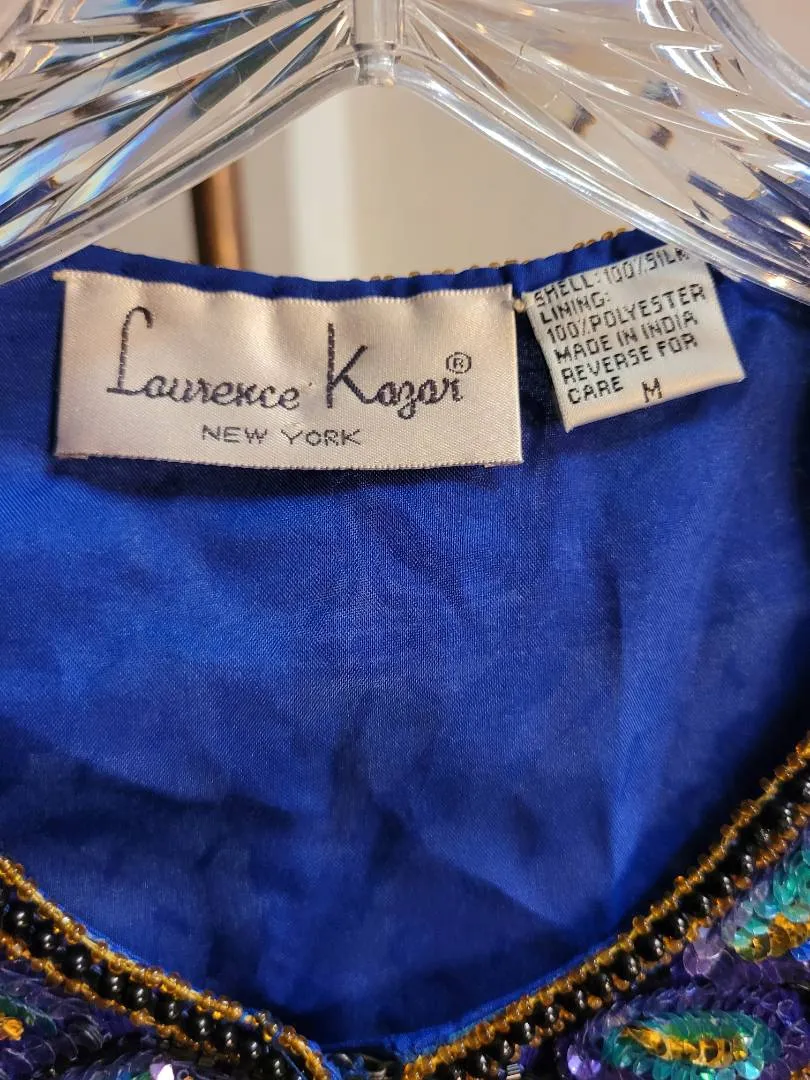 Laurence Kazar®
NEW YORK
SHELL: 100% SILK
LINING:
100% POLYESTER
MADE IN INDIA
REVERSE FOR
CARE M